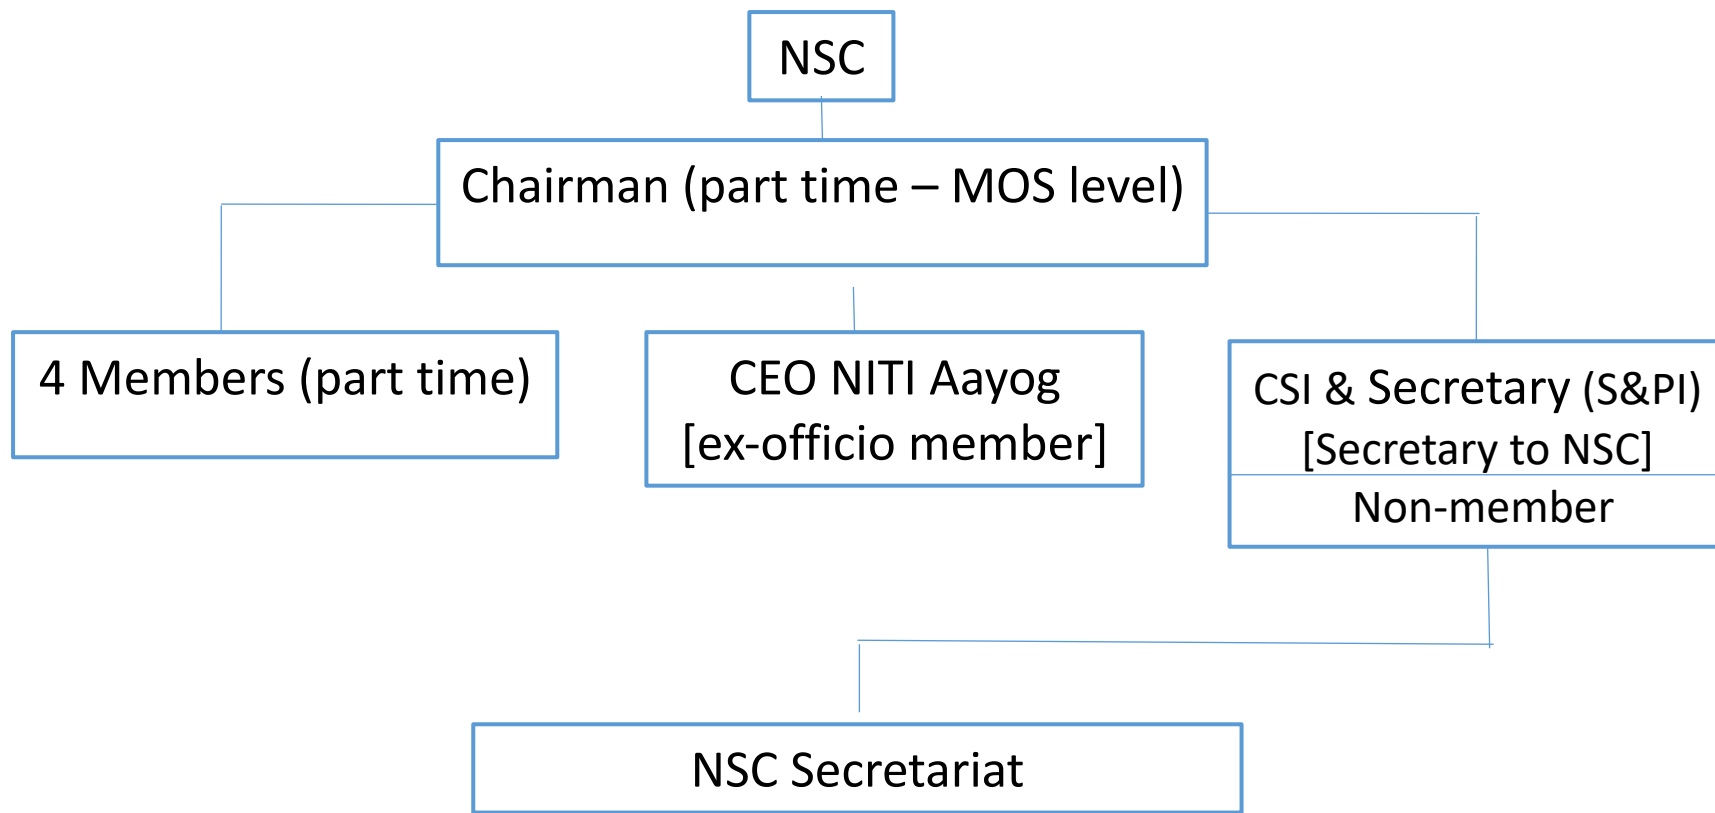 NSC
Chairman (part time – MOS level)
4 Members (part time)
CEO NITI Aayog
[ex-officio member]
CSI & Secretary (S&PI)
[Secretary to NSC]
Non-member
NSC Secretariat